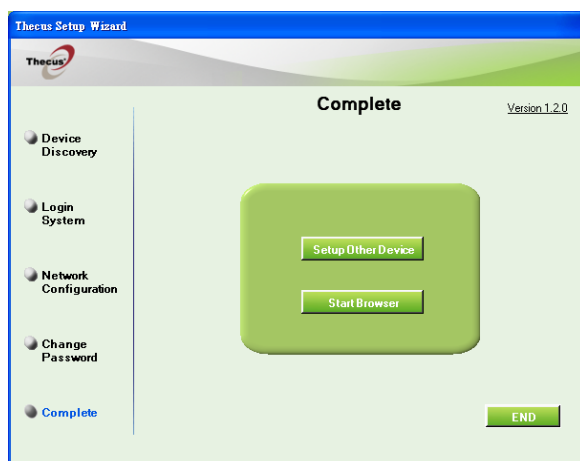 Thecus Setup Wizard
Thecus
Complete
Version 1.2.0
Device
Discovery
Login
System
Network
Configuration
Change
Password
Complete
Setup Other Device
Start Browser
END